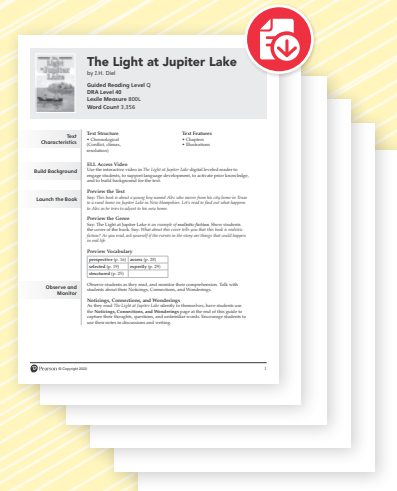 The Light at Jupiter Lake
by J.H. Diel
Guided Reading Level Q
DRA Level 40
Lexile Measure 800L
Word Count 3,356
Text
Characteristics
Text Structure
• Chronological
(Conflict, climax,
resolution)
Text Features
• Chapters
• Illustrations
Build Background
ELL Access Video
Use the interactive video in The Light at Jupiter Lake digital leveled reader to
engage students, to support language development, to activate prior knowledge,
and to build background for the text.
Launch the Book
Preview the Text
Say: This book is about a young boy named Alec who moves from his city home in Texas
to a rural home on Jupiter Lake in New Hampshire. Let's read to find out what happens
to Alec as he tries to adjust to his new home.
Preview the Genre
Say: The Light at Jupiter Lake is an example of realistic fiction. Show students
the cover of the book. Say: What about this cover tells you that this book is realistic
fiction? As you read, ask yourself if the events in the story are things that could happen
in real life.
Preview Vocabulary
perspective (p. 16) access (p. 28)
selected (p. 19) expertly (p. 29)
structured (p. 25)
Observe and
Monitor
Observe students as they read, and monitor their comprehension. Talk with
students about their Noticings, Connections, and Wonderings.
Noticings, Connections, and Wonderings
As they read The Light at Jupiter Lake silently to themselves, have students use
the Noticings, Connections, and Wonderings page at the end of this guide to
capture their thoughts, questions, and unfamiliar words. Encourage students to
use their notes in discussions and writing.
Pearson © Copyright 2020
1